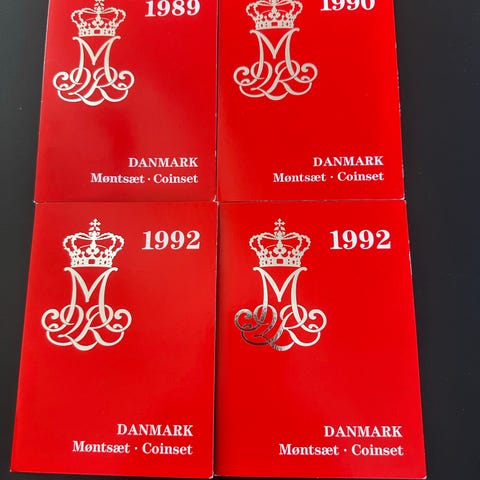 1989
DANMARK
Møntsæt · Coinset
1990
DANMARK
Møntsæt · Coinset
1992
DANMARK
Møntsæt · Coinset
1992
DANMARK
Møntsæt · Coinset